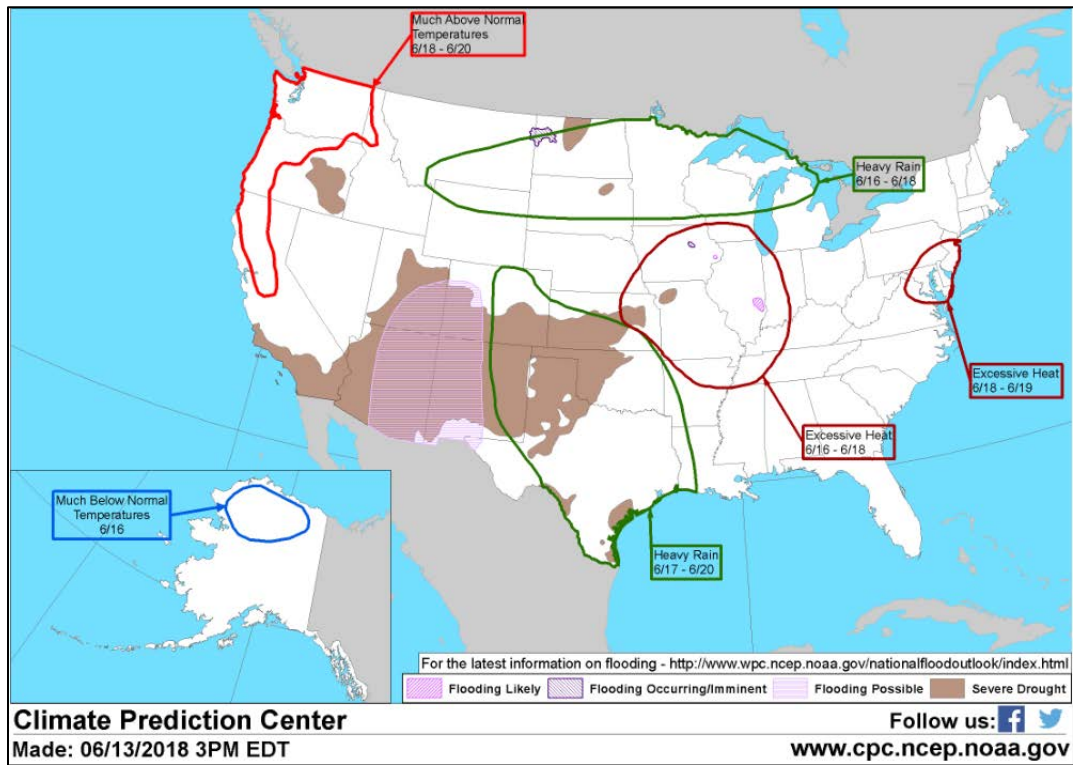 Much Above Normal
Temperatures
6/18 - 6/20
Heavy Rain
6/16 - 6/18
Excessive Heat
6/18 - 6/19
Excessive Heat
6/16 - 6/18
Much Below Normal
Temperatures
6/16
Heavy Rain
6/17 - 6/20
For the latest information on flooding - http://www.wpc.ncep.noaa.gov/nationalfloodoutlook/index.html
Flooding Likely Flooding Occurring/Imminent Flooding Possible Severe Drought
Climate Prediction Center Follow us:
Made: 06/13/2018 3PM EDT www.cpc.ncep.noaa.gov